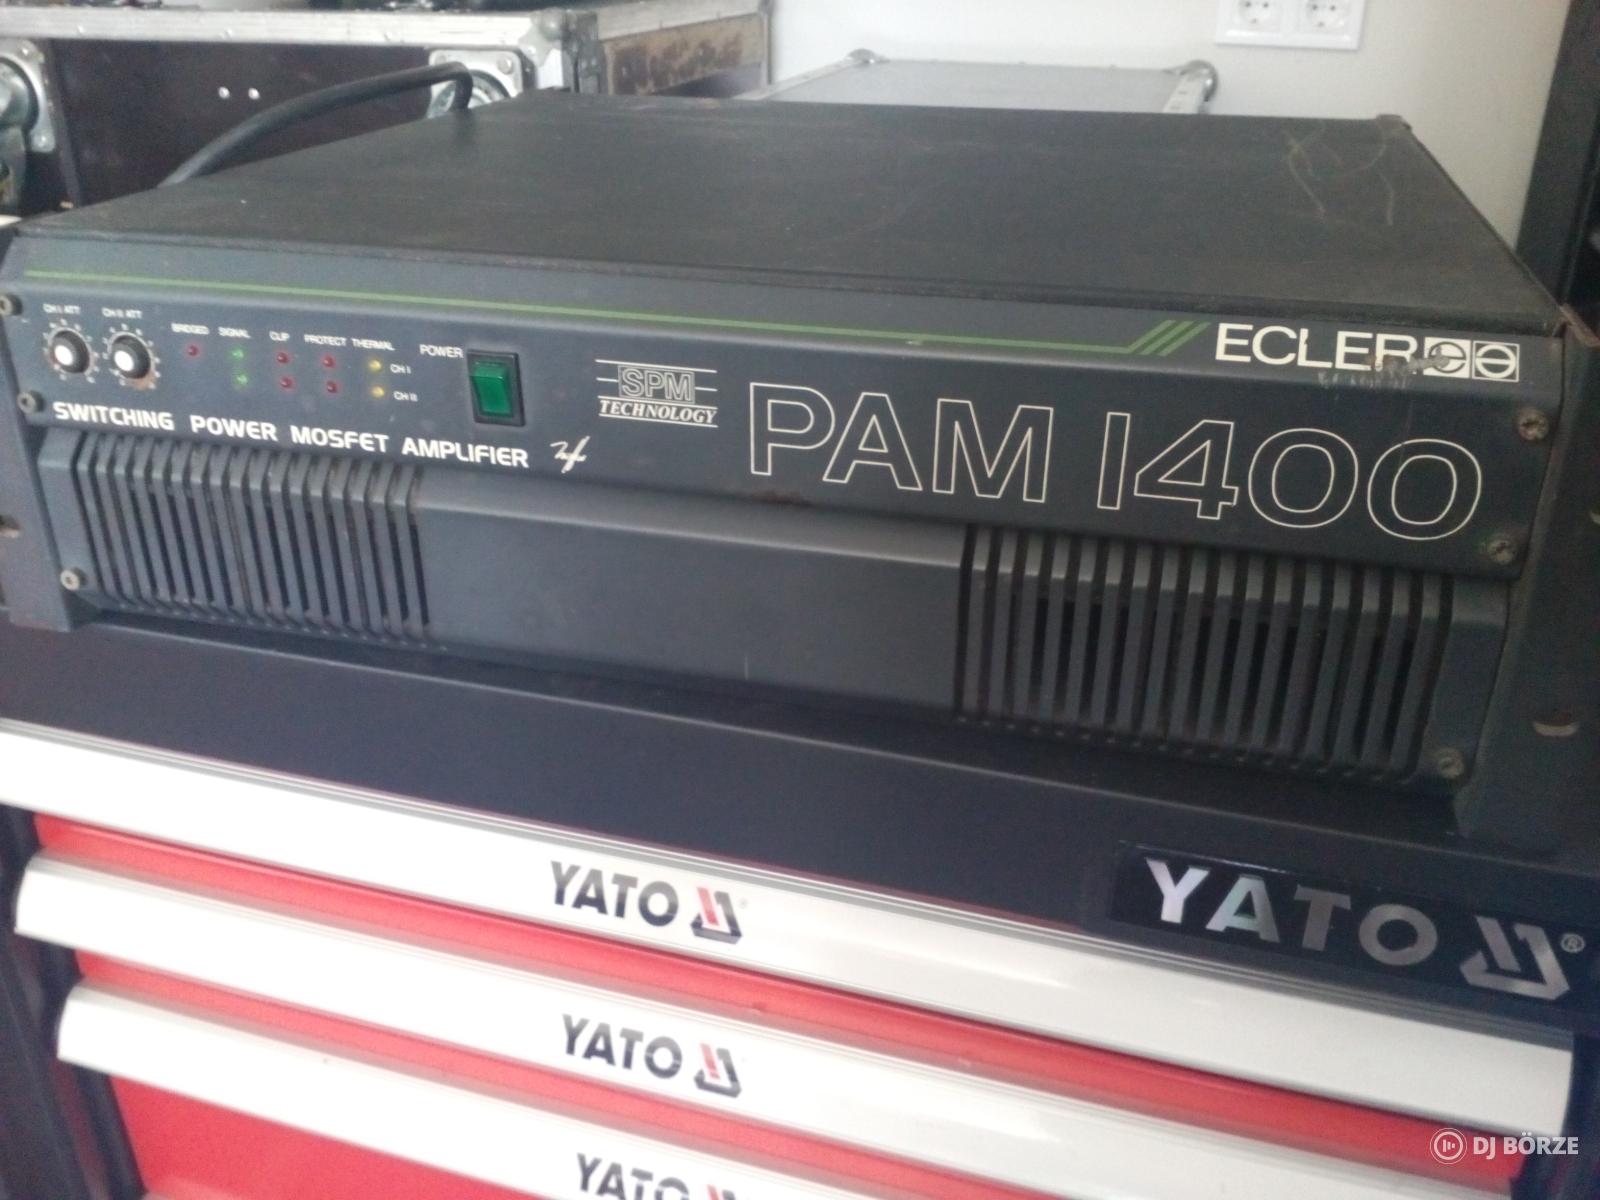 CH I ATT
CH II ATT
BRIDGED SIGNAL CLIP PROTECT THERMAL
POWER
CH I
CH II
SWITCHING POWER MOSFET AMPLIFIER
SPM
TECHNOLOGY
ECLER
PAM 1400
YATO
YATO ®
YATO
YATO
DJ BÖRZE